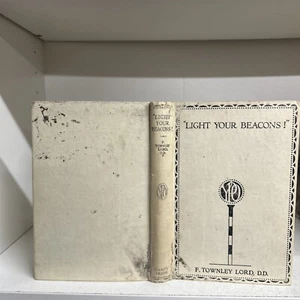 "LIGHT
YOUR
BEACONS!"
F.
TOWNLEY
LORD,
D.D.
"LIGHT YOUR BEACONS!"
F. TOWNLEY LORD, D.D.